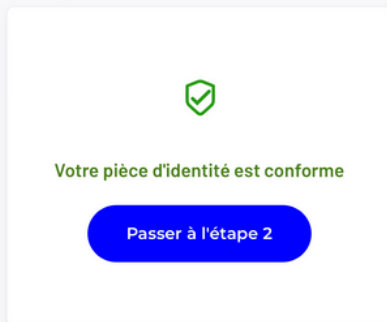 Votre pièce d'identité est conforme
Passer à l'étape 2